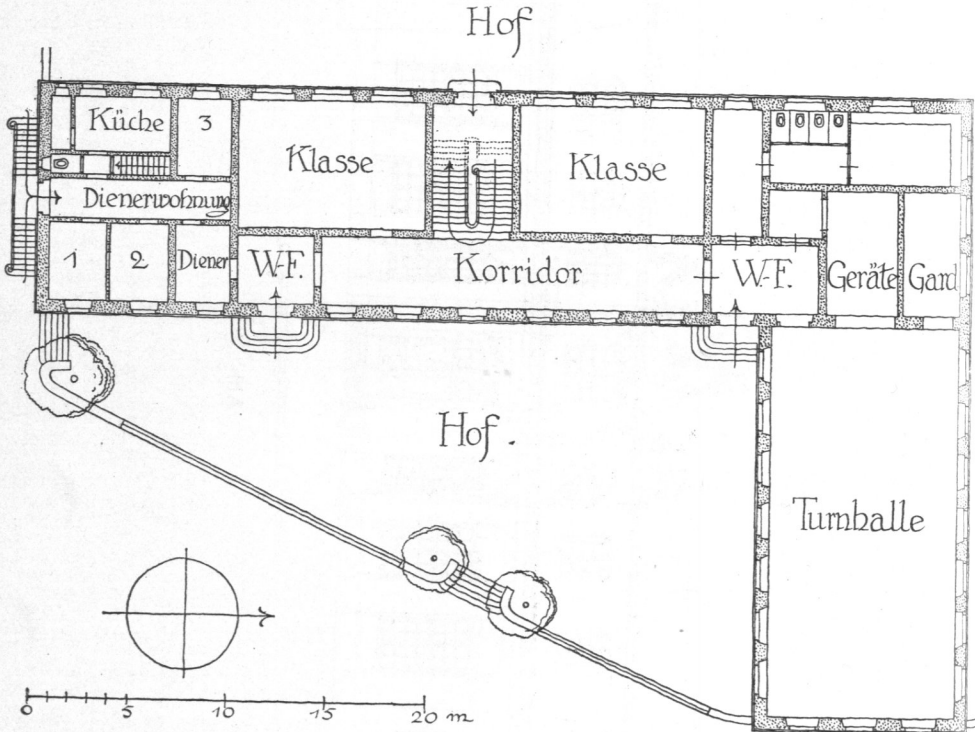 Hof
Küche
3
Klasse
Klasse
Dienerwohnung
1
2
Diener
W-F.
Korridor
W.-F.
Geräte
Gard
Hof.
Turnhalle
0
5
10
15
20 m